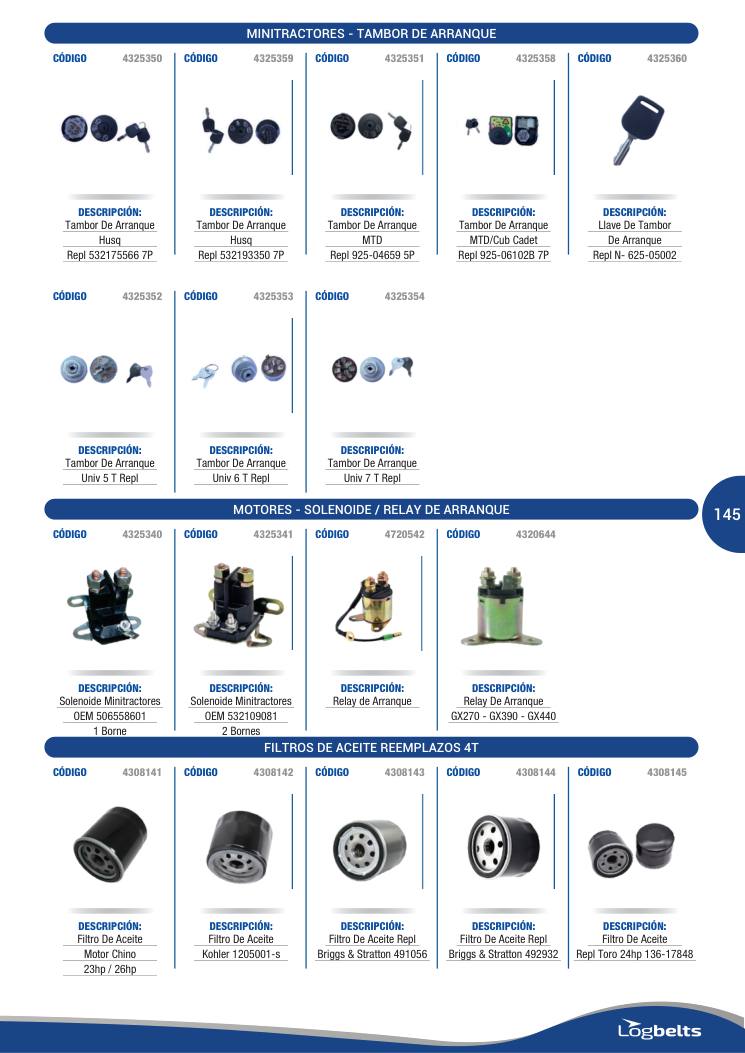 MINITRACTORES - TAMBOR DE ARRANQUE
CÓDIGO 4325350
DESCRIPCIÓN:
Tambor De Arranque
Husq
Repl 532175566 7P
CÓDIGO 4325359
DESCRIPCIÓN:
Tambor De Arranque
Husq
Repl 532193350 7P
CÓDIGO 4325351
DESCRIPCIÓN:
Tambor De Arranque
MTD
Repl 925-04659 5P
CÓDIGO 4325358
DESCRIPCIÓN:
Tambor De Arranque
MTD/Cub Cadet
Repl 925-06102B 7P
CÓDIGO 4325360
DESCRIPCIÓN:
Llave De Tambor
De Arranque
Repl N- 625-05002
CÓDIGO 4325352
DESCRIPCIÓN:
Tambor De Arranque
Univ 5 T Repl
CÓDIGO 4325353
DESCRIPCIÓN:
Tambor De Arranque
Univ 6 T Repl
CÓDIGO 4325354
DESCRIPCIÓN:
Tambor De Arranque
Univ 7 T Repl
145
MOTORES - SOLENOIDE / RELAY DE ARRANQUE
CÓDIGO 4325340
DESCRIPCIÓN:
Solenoide Minitractores
OEM 506558601
1 Borne
CÓDIGO 4325341
DESCRIPCIÓN:
Solenoide Minitractores
OEM 532109081
2 Bornes
CÓDIGO 4720542
DESCRIPCIÓN:
Relay de Arranque
CÓDIGO 4320644
DESCRIPCIÓN:
Relay De Arranque
GX270 - GX390 - GX440
FILTROS DE ACEITE REEMPLAZOS 4T
CÓDIGO 4308141
DESCRIPCIÓN:
Filtro De Aceite
Motor Chino
23hp / 26hp
CÓDIGO 4308142
DESCRIPCIÓN:
Filtro De Aceite
Kohler 1205001-s
CÓDIGO 4308143
DESCRIPCIÓN:
Filtro De Aceite Repl
Briggs & Stratton 491056
CÓDIGO 4308144
DESCRIPCIÓN:
Filtro De Aceite Repl
Briggs & Stratton 492932
CÓDIGO 4308145
DESCRIPCIÓN:
Filtro De Aceite
Repl Toro 24hp 136-17848
Logbelts